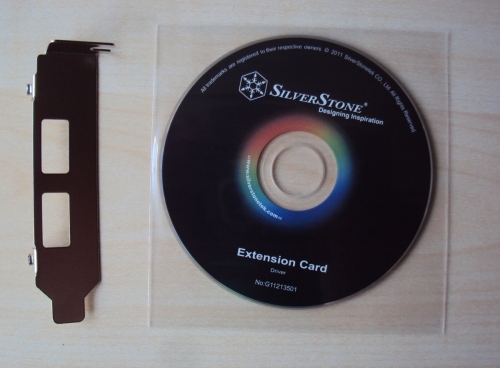 All trademarks are registered to their respective owners. © 2011 SilverStonetek CO., Ltd. All Rights Reserved.
SILVERSTONE®
Designing Inspiration
www.silverstonetek.com
Extension Card
Driver
No:G11213501